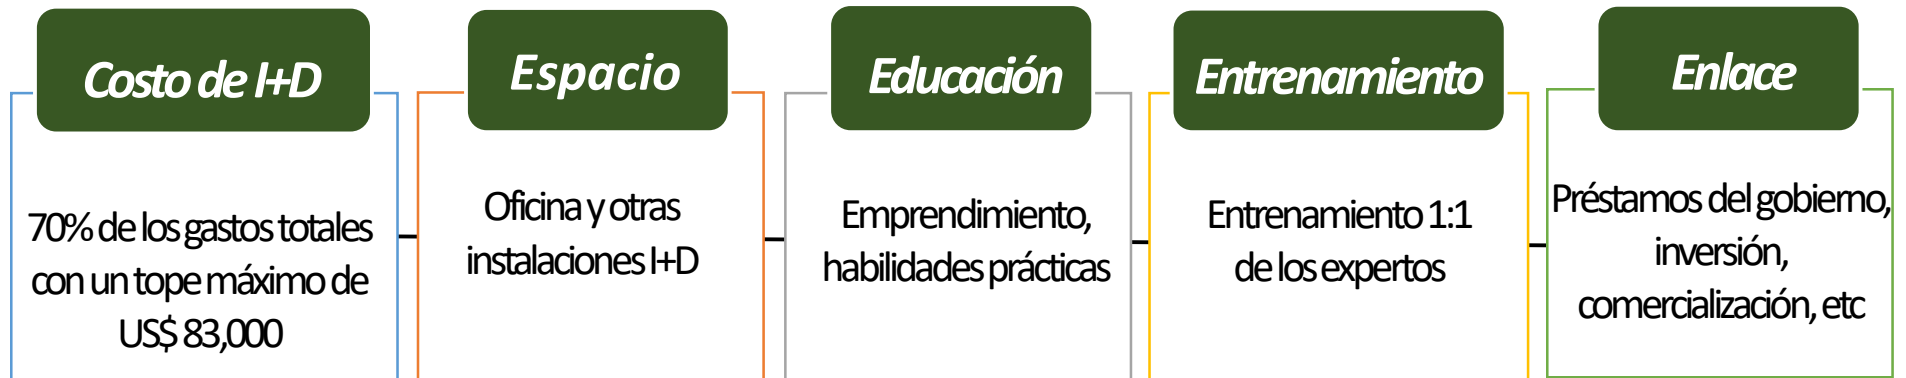 Costo de I+D
70% de los gastos totales
con un tope máximo de
US$ 83,000
Espacio
Oficina y otras
instalaciones I+D
Educación
Emprendimiento,
habilidades prácticas
Entrenamiento
Entrenamiento 1:1
de los expertos
Enlace
Préstamos del gobierno,
inversión,
comercialización, etc